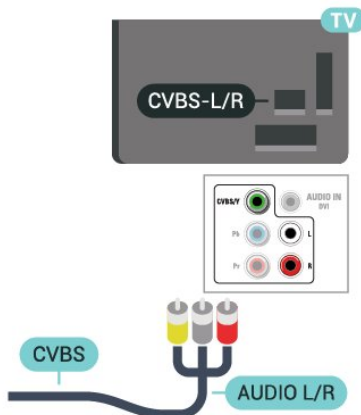 TV
CVBS-L/R
CVBS/Y
AUDIO IN
DVI
Pb
L
Pr
R
CVBS
AUDIO L/R